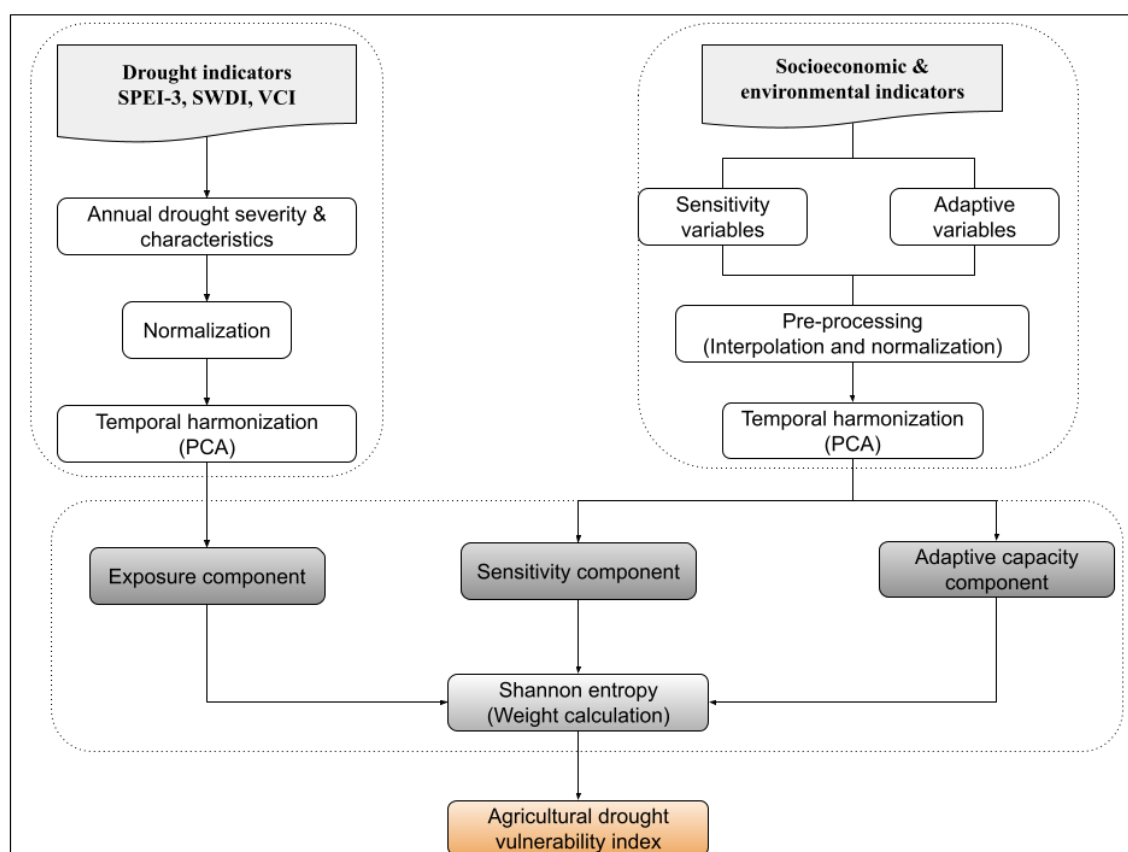 Drought indicators
SPEI-3, SWDI, VCI
Socioeconomic &
environmental indicators
Annual drought severity &
characteristics
Sensitivity
variables
Adaptive
variables
Normalization
Pre-processing
(Interpolation and normalization)
Temporal harmonization
(PCA)
Temporal harmonization
(PCA)
Exposure component
Sensitivity component
Adaptive capacity
component
Shannon entropy
(Weight calculation)
Agricultural drought
vulnerability index